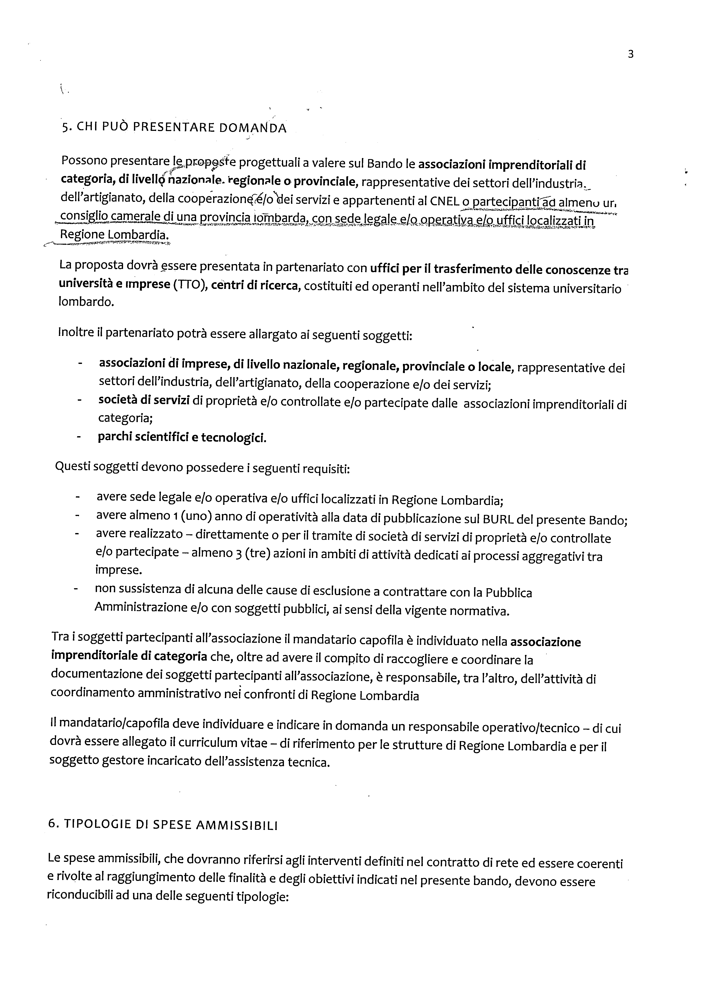 3
5. CHI PUÒ PRESENTARE DOMANDA
Possono presentare le proposte progettuali a valere sul Bando le associazioni imprenditoriali di
categoria, di livello nazionale, regionale o provinciale, rappresentative dei settori dell'industria,
dell'artigianato, della cooperazione e/o dei servizi e appartenenti al CNEL o partecipanti ad almeno un
consiglio camerale di una provincia lombarda, con sede legale e/o operativa e/o uffici localizzati in
Regione Lombardia.
La proposta dovrà essere presentata in partenariato con uffici per il trasferimento delle conoscenze tra
università e imprese (TTO), centri di ricerca, costituiti ed operanti nell'ambito del sistema universitario
lombardo.
Inoltre il partenariato potrà essere allargato ai seguenti soggetti:
- associazioni di imprese, di livello nazionale, regionale, provinciale o locale, rappresentative dei
settori dell'industria, dell'artigianato, della cooperazione e/o dei servizi;
- società di servizi di proprietà e/o controllate e/o partecipate dalle associazioni imprenditoriali di
categoria;
- parchi scientifici e tecnologici.
Questi soggetti devono possedere i seguenti requisiti:
- avere sede legale e/o operativa e/o uffici localizzati in Regione Lombardia;
- avere almeno 1 (uno) anno di operatività alla data di pubblicazione sul BURL del presente Bando;
- avere realizzato – direttamente o per il tramite di società di servizi di proprietà e/o controllate
e/o partecipate – almeno 3 (tre) azioni in ambiti di attività dedicati ai processi aggregativi tra
imprese.
- non sussistenza di alcuna delle cause di esclusione a contrattare con la Pubblica
Amministrazione e/o con soggetti pubblici, ai sensi della vigente normativa.
Tra i soggetti partecipanti all'associazione il mandatario capofila è individuato nella associazione
imprenditoriale di categoria che, oltre ad avere il compito di raccogliere e coordinare la
documentazione dei soggetti partecipanti all'associazione, è responsabile, tra l'altro, dell'attività di
coordinamento amministrativo nei confronti di Regione Lombardia
Il mandatario/capofila deve individuare e indicare in domanda un responsabile operativo/tecnico – di cui
dovrà essere allegato il curriculum vitae – di riferimento per le strutture di Regione Lombardia e per il
soggetto gestore incaricato dell'assistenza tecnica.
6. TIPOLOGIE DI SPESE AMMISSIBILI
Le spese ammissibili, che dovranno riferirsi agli interventi definiti nel contratto di rete ed essere coerenti
e rivolte al raggiungimento delle finalità e degli obiettivi indicati nel presente bando, devono essere
riconducibili ad una delle seguenti tipologie: